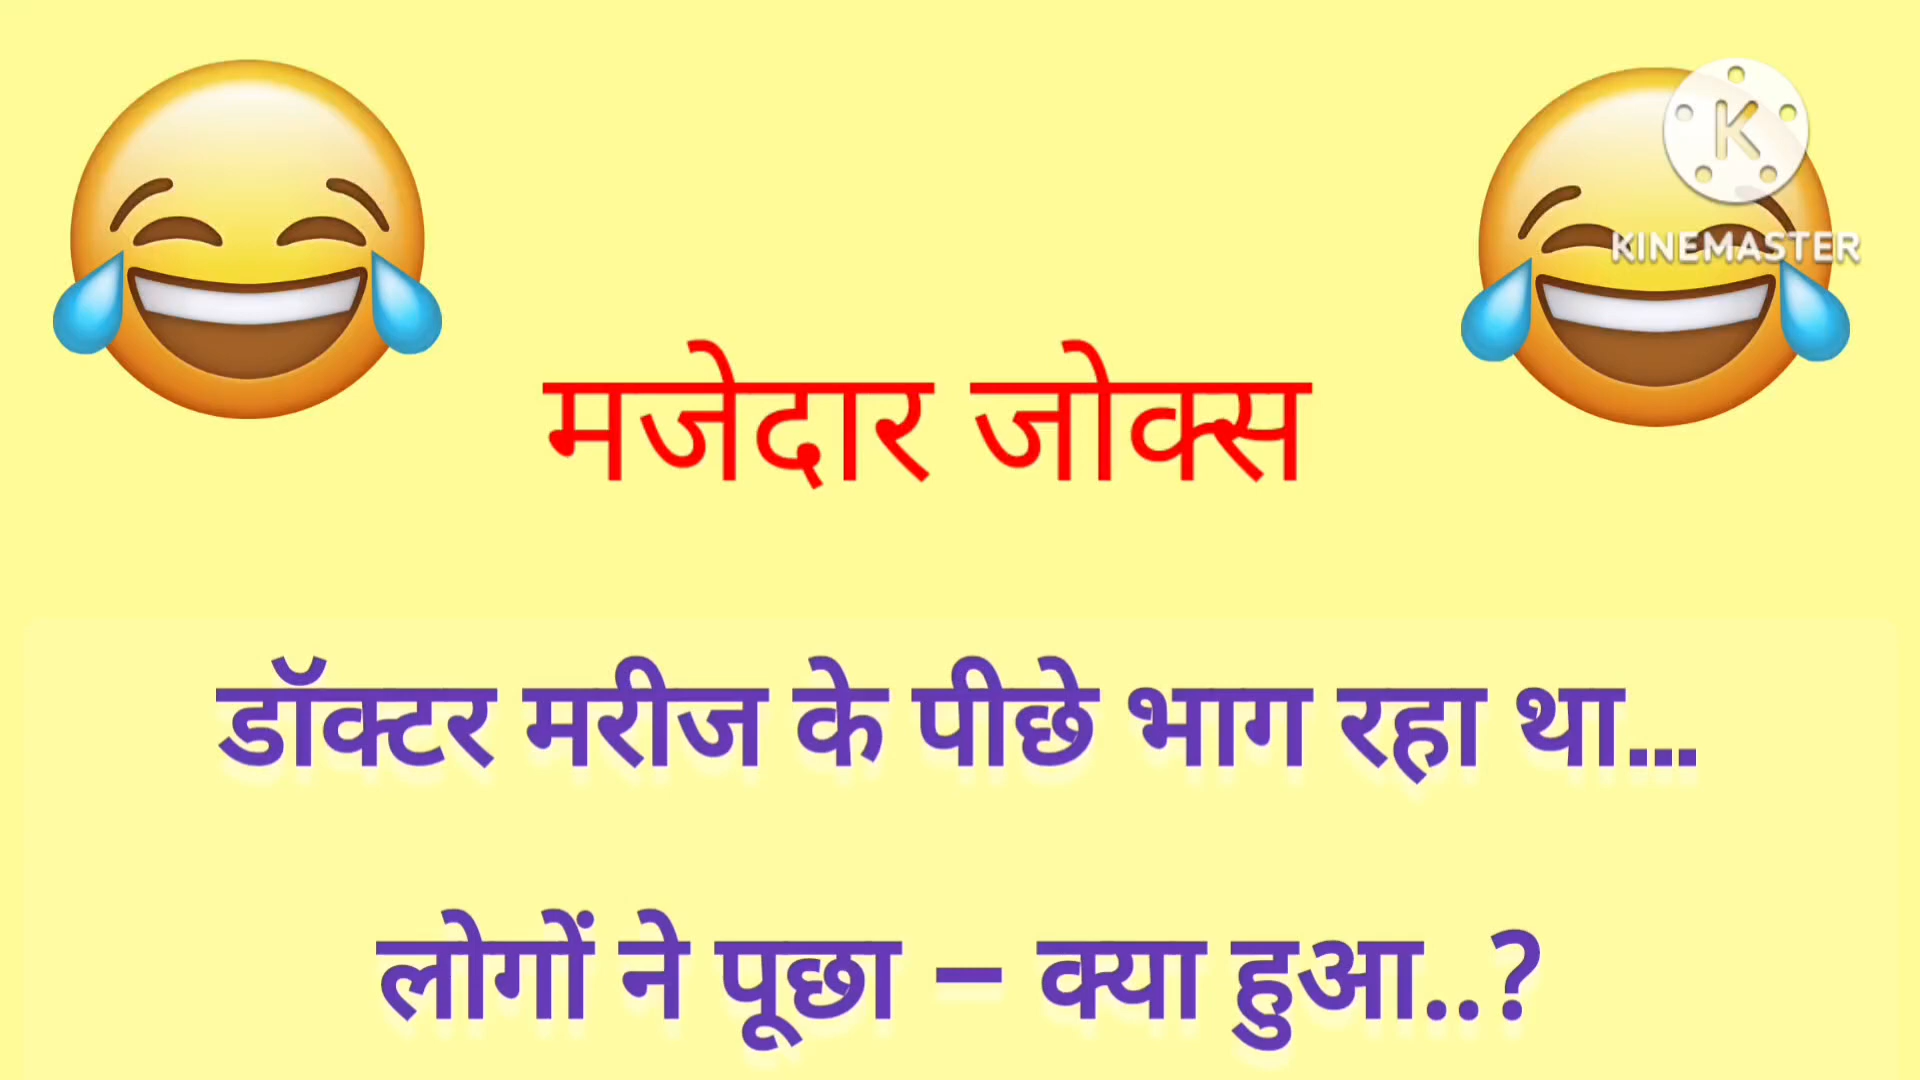 KINEMASTER
मजेदार जोक्स
डॉक्टर मरीज के पीछे भाग रहा था...
लोगों ने पूछा – क्या हुआ..?